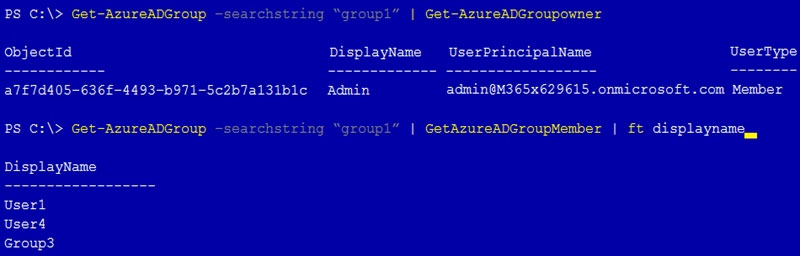 PS C:\> Get-AzureADGroup -searchstring “group1” | Get-AzureADGroupowner
ObjectId DisplayName UserPrincipalName UserType
------------ ------------- ------------------ --------
a7f7d405-636f-4493-b971-5c2b7a131b1c Admin admin@M365x629615.onmicrosoft.com Member
PS C:\> Get-AzureADGroup -searchstring “group1” | GetAzureADGroupMember | ft displayname
DisplayName
------------------
User1
User4
Group3